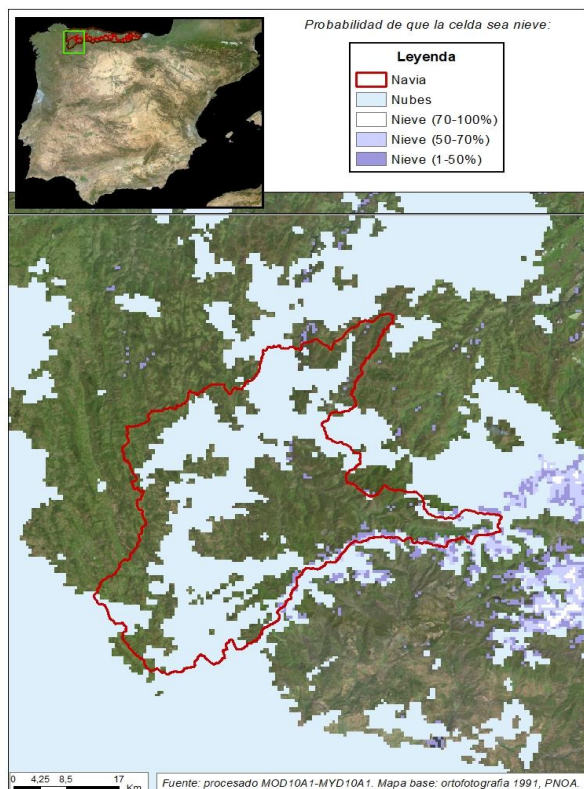 Probabilidad de que la celda sea nieve:
Leyenda
Navia
Nubes
Nieve (70-100%)
Nieve (50-70%)
Nieve (1-50%)
0 4,25 8,5 17
Km
Fuente: procesado MOD10A1-MYD10A1. Mapa base: ortofotografia 1991, PNOA.